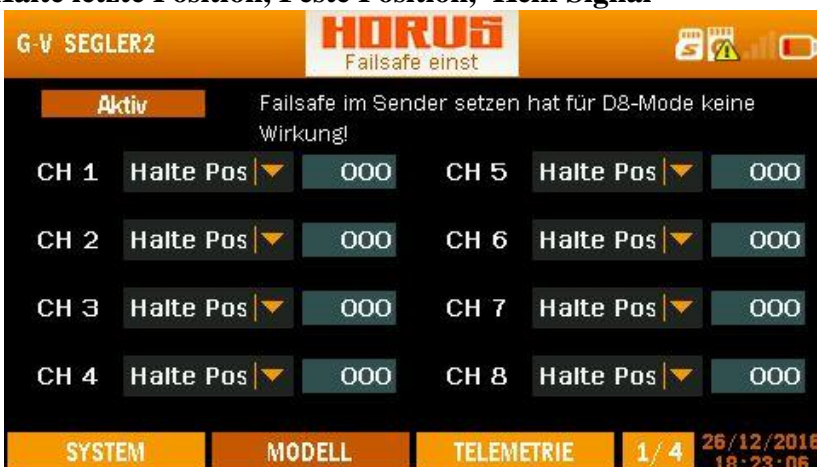 Halte letzte Position, Feste Position, Kein Signal
G-V SEGLER2
HORUS
Failsafe einst
Aktiv
Failsafe im Sender setzen hat für D8-Mode keine
Wirkung!
CH 1 Halte Pos 000 CH 5 Halte Pos 000
CH 2 Halte Pos 000 CH 6 Halte Pos 000
CH 3 Halte Pos 000 CH 7 Halte Pos 000
CH 4 Halte Pos 000 CH 8 Halte Pos 000
SYSTEM MODELL TELEMETRIE 1/4 26/12/2016
18:23:06